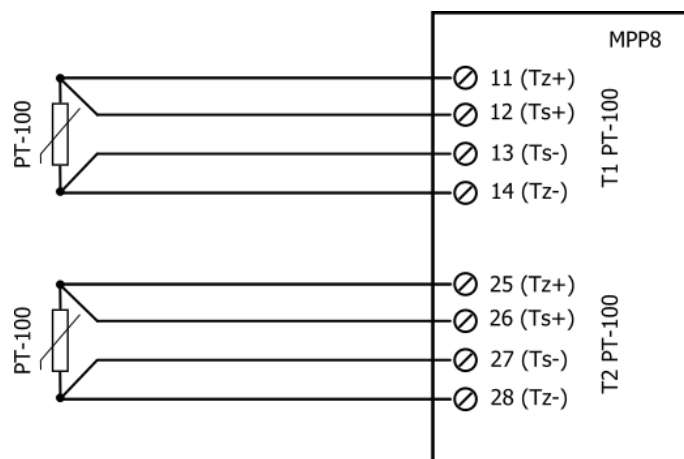 MPP8
PT-100
11 (Tz+)
12 (Ts+)
13 (Ts-)
14 (Tz-)
T1 PT-100
PT-100
25 (Tz+)
26 (Ts+)
27 (Ts-)
28 (Tz-)
T2 PT-100